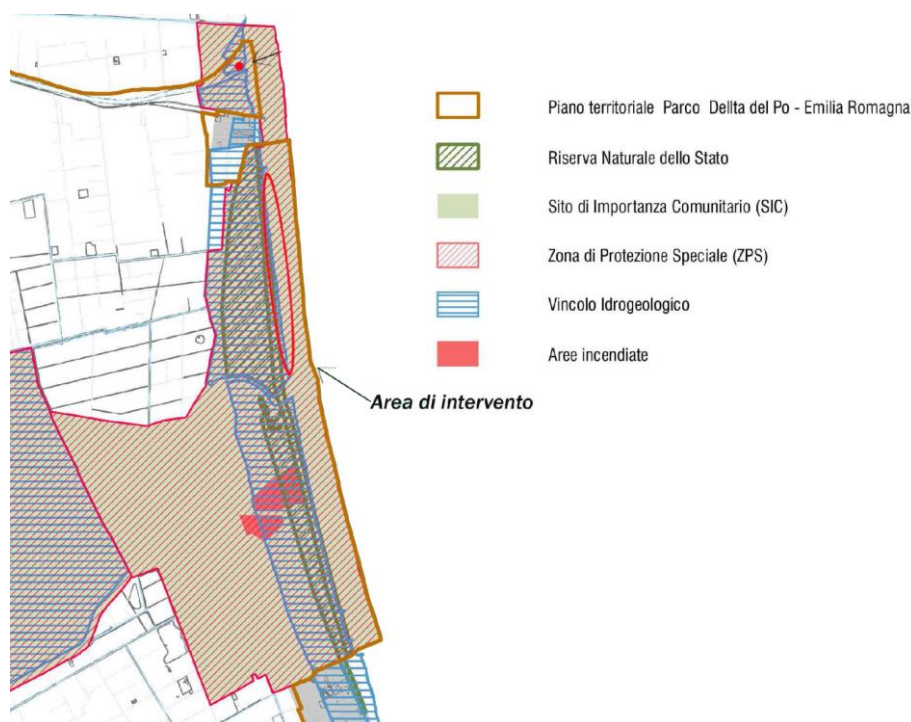 Piano territoriale Parco Dellta del Po - Emilia Romagna
Riserva Naturale dello Stato
Sito di Importanza Comunitario (SIC)
Zona di Protezione Speciale (ZPS)
Vincolo Idrogeologico
Aree incendiate
Area di intervento